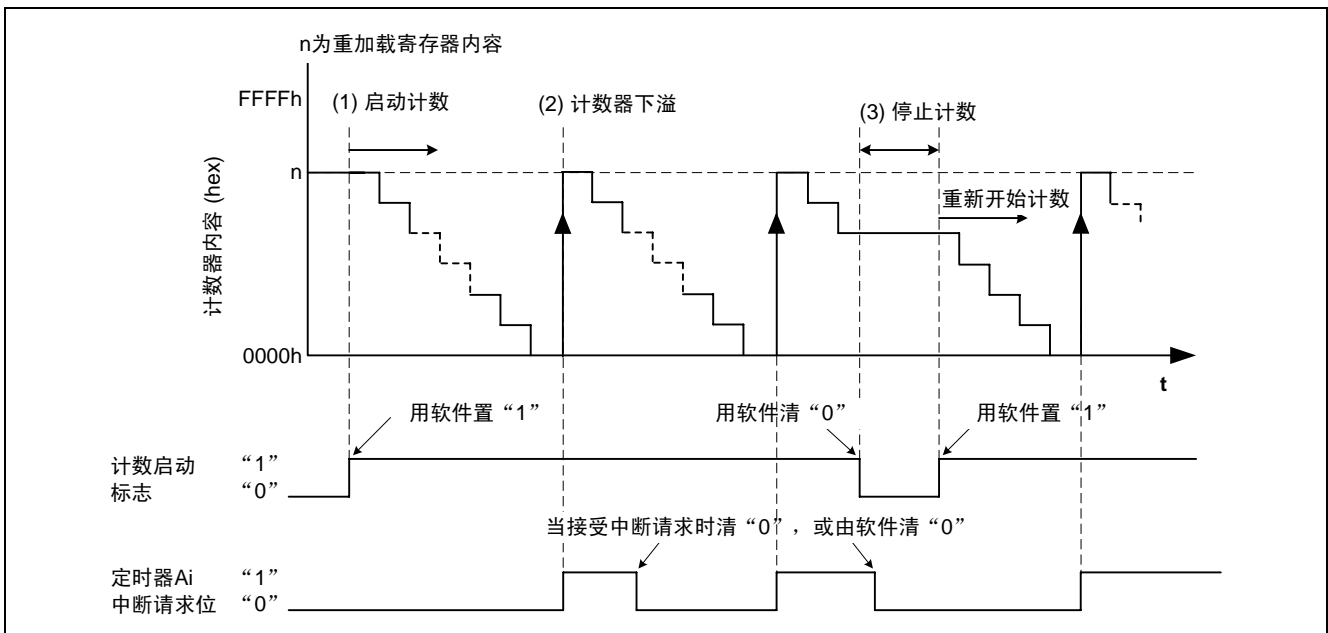 n为重加载寄存器内容
FFFFh
(1) 启动计数
(2) 计数器下溢
(3) 停止计数
n
重新开始计数
计数器内容 (hex)
0000h
t
用软件置“1”
用软件清“0”
用软件置“1”
计数启动 “1”
标志 “0”
当接受中断请求时清“0”，或由软件清“0”
定时器Ai “1”
中断请求位 “0”